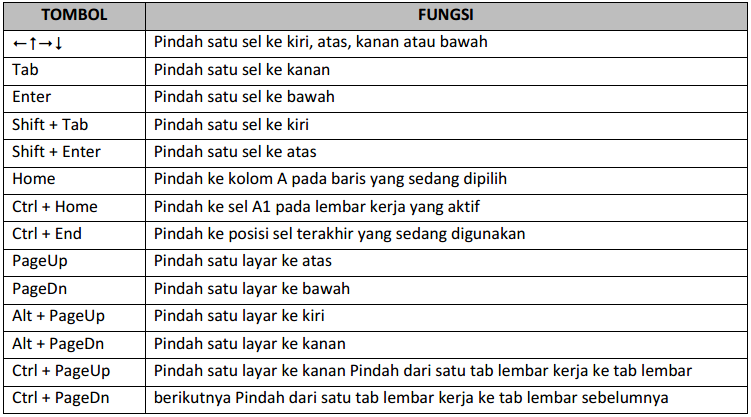 TOMBOL FUNGSI
←↑→↓ Pindah satu sel ke kiri, atas, kanan atau bawah
Tab Pindah satu sel ke kanan
Enter Pindah satu sel ke bawah
Shift + Tab Pindah satu sel ke kiri
Shift + Enter Pindah satu sel ke atas
Home Pindah ke kolom A pada baris yang sedang dipilih
Ctrl + Home Pindah ke sel A1 pada lembar kerja yang aktif
Ctrl + End Pindah ke posisi sel terakhir yang sedang digunakan
PageUp Pindah satu layar ke atas
PageDn Pindah satu layar ke bawah
Alt + PageUp Pindah satu layar ke kiri
Alt + PageDn Pindah satu layar ke kanan
Ctrl + PageUp Pindah satu layar ke kanan Pindah dari satu tab lembar kerja ke tab lembar
Ctrl + PageDn berikutnya Pindah dari satu tab lembar kerja ke tab lembar sebelumnya